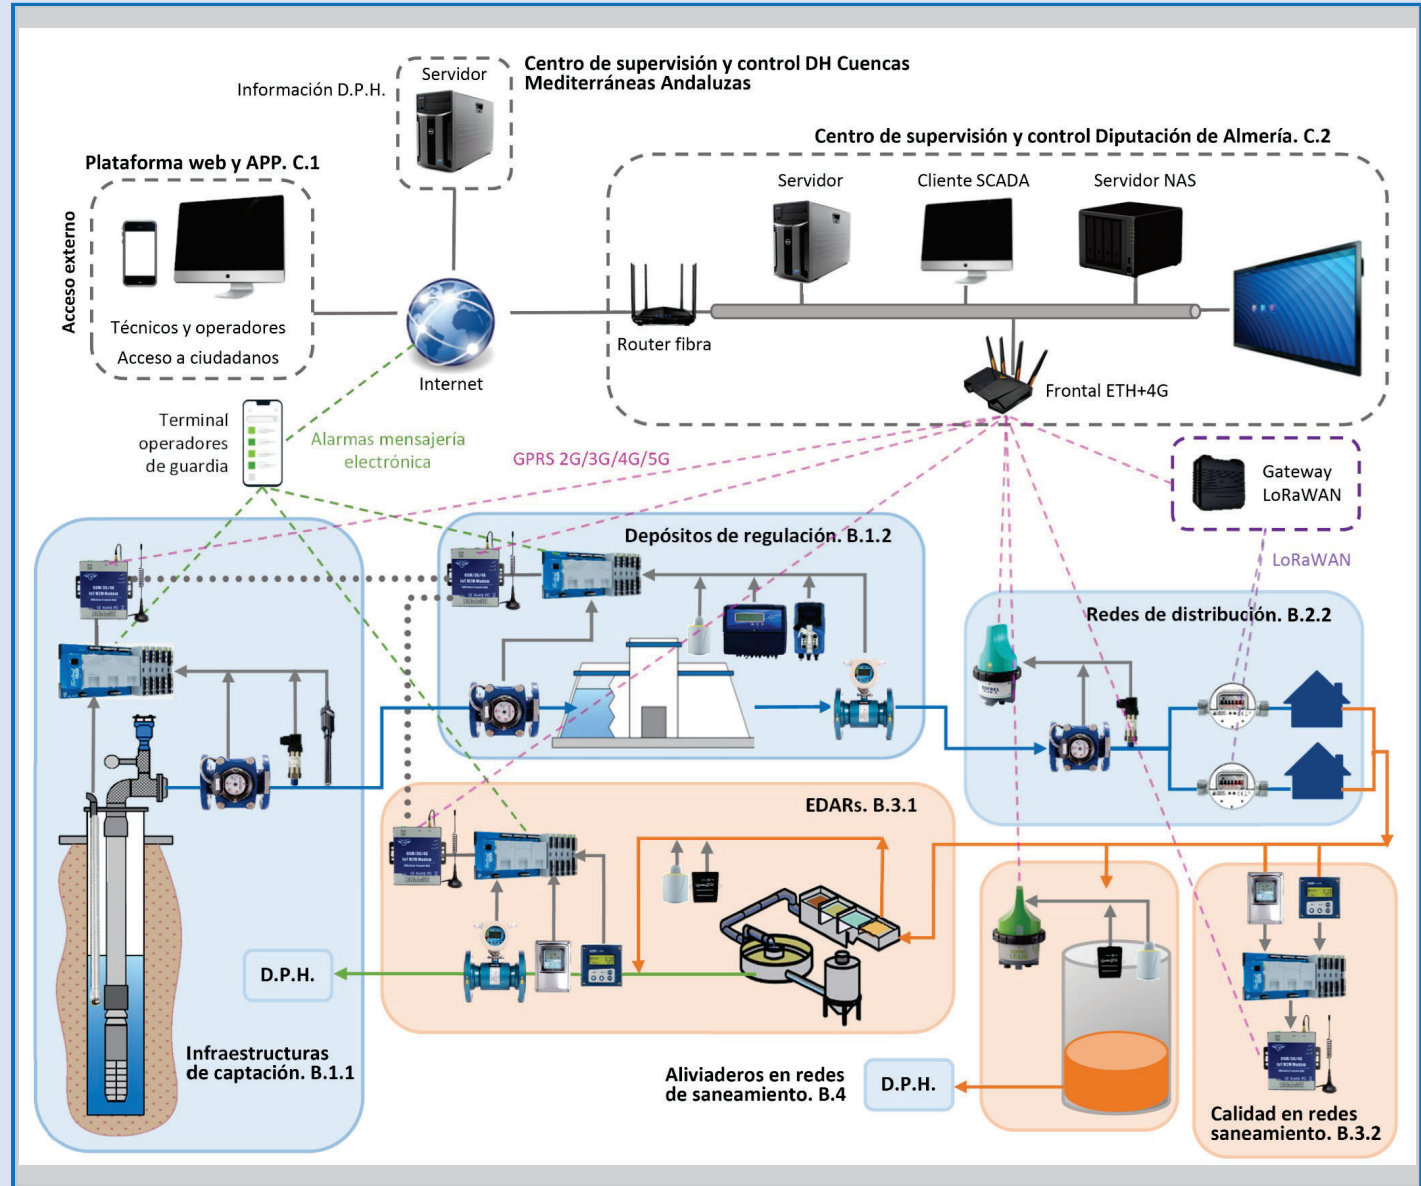 Centro de supervisión y control DH Cuencas
Mediterráneas Andaluzas
Servidor
Información D.P.H.
Centro de supervisión y control Diputación de Almería. C.2
Plataforma web y APP. C.1
Servidor
Cliente SCADA
Servidor NAS
Acceso externo
Técnicos y operadores
Acceso a ciudadanos
Internet
Router fibra
Frontal ETH+4G
Terminal
operadores
de guardia
Alarmas mensajería
electrónica
GPRS 2G/3G/4G/5G
Gateway
LoRaWAN
LoRaWAN
Depósitos de regulación. B.1.2
Redes de distribución. B.2.2
EDARs. B.3.1
D.P.H.
Infraestructuras
de captación. B.1.1
Aliviaderos en redes
de saneamiento. B.4
D.P.H.
Calidad en redes
saneamiento. B.3.2